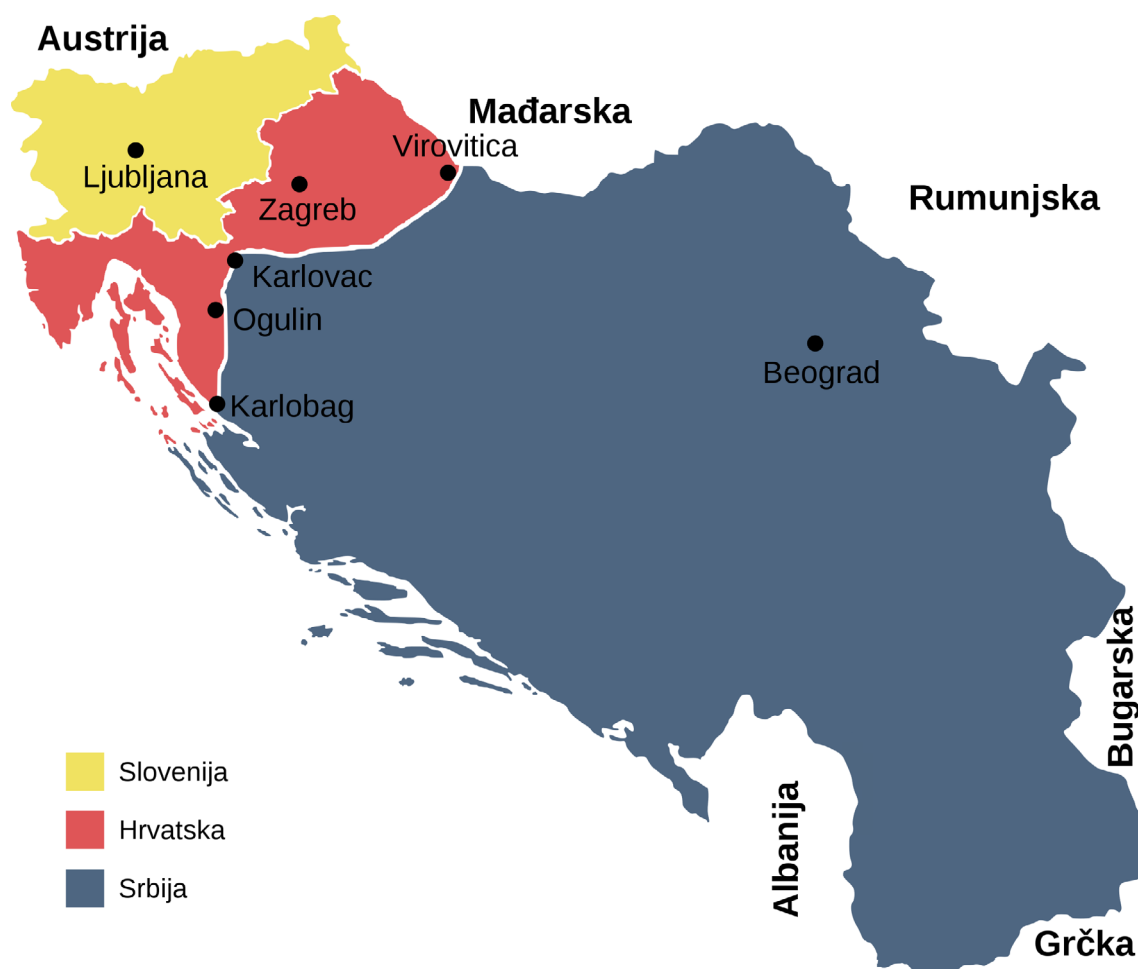 Austrija
Mađarska
Virovitica
Ljubljana
Rumunjska
Zagreb
Karlovac
Ogulin
Beograd
Karlobag
Bugarska
Slovenija
Hrvatska
Albanija
Srbija
Grčka